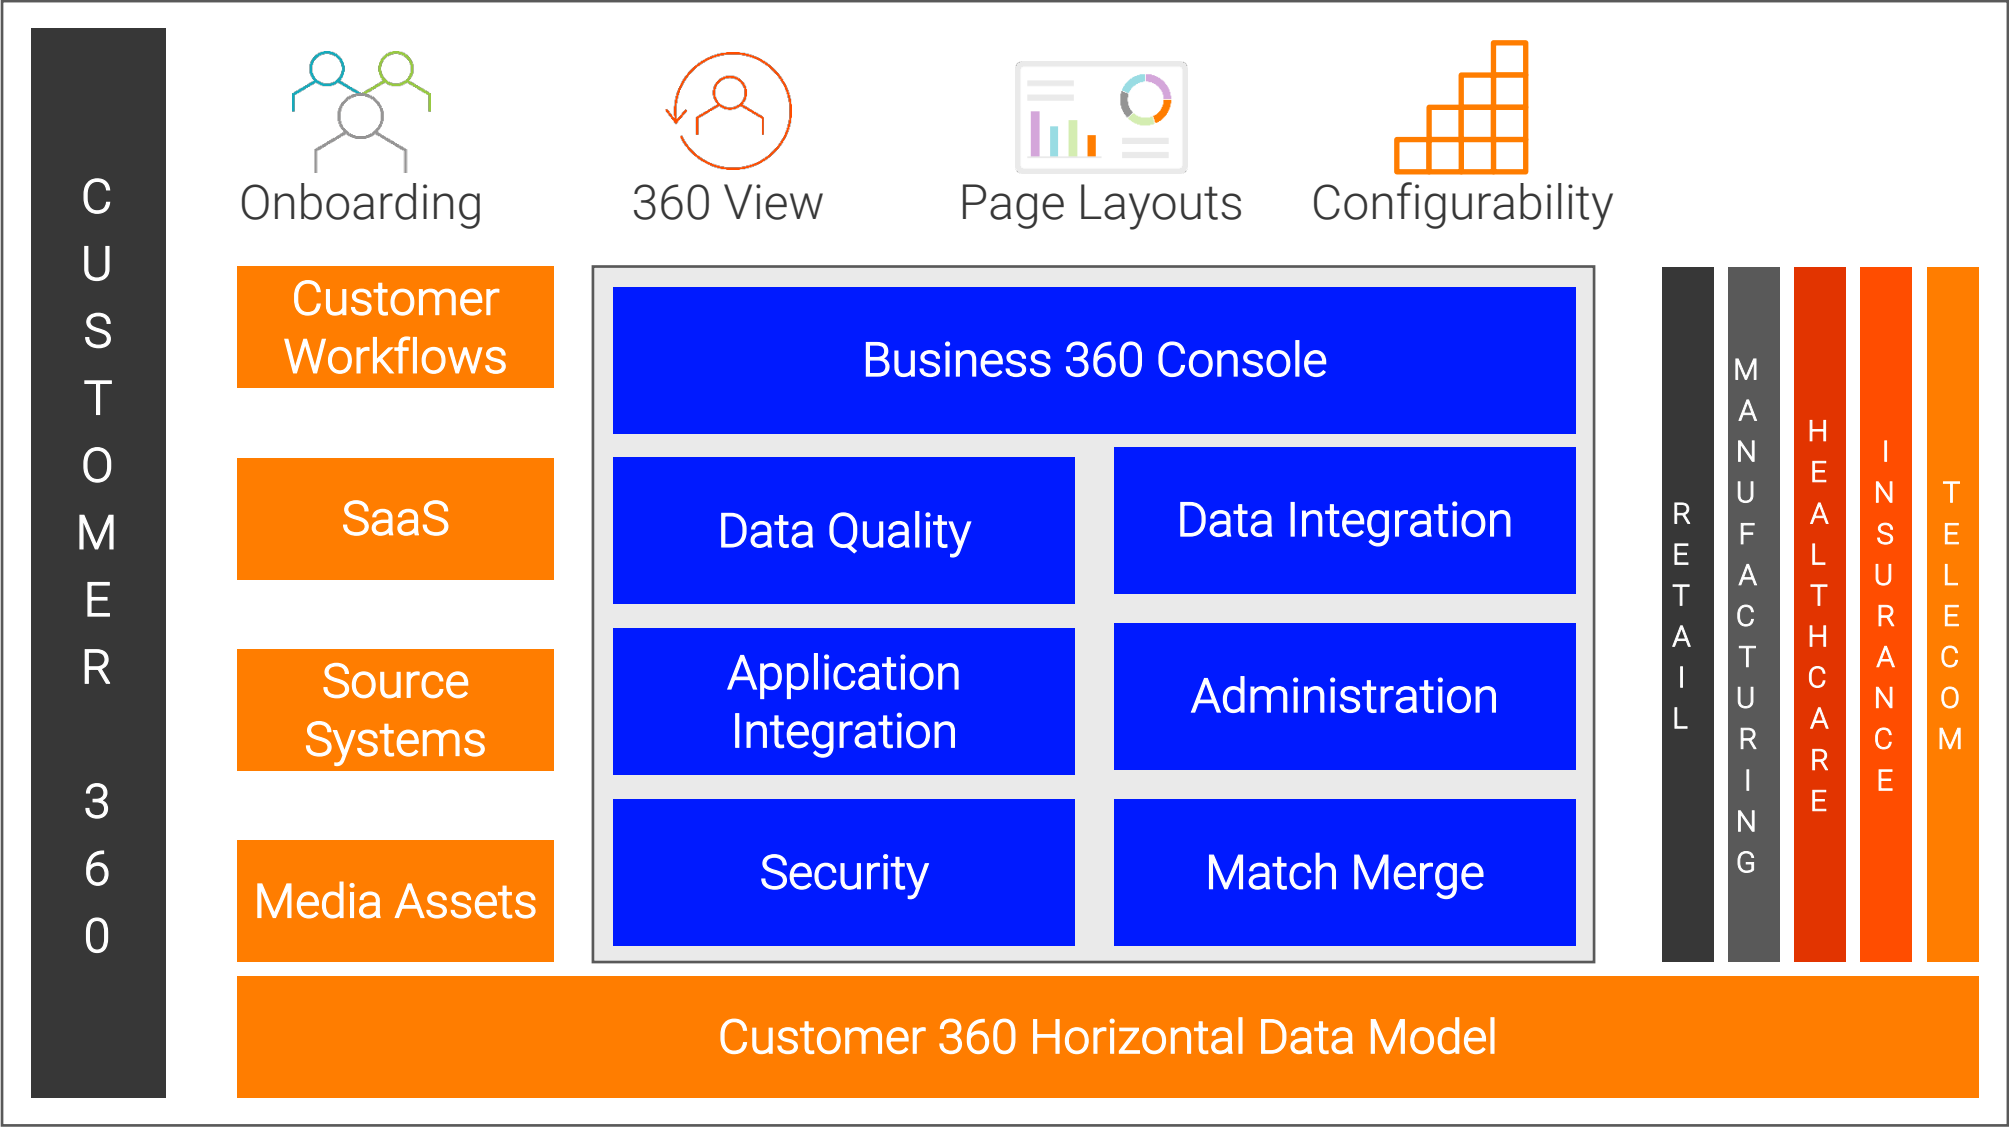 CUSTOMER 360
Onboarding
360 View
Page Layouts
Configurability
Customer
Workflows
SaaS
Source
Systems
Media Assets
Business 360 Console
Data Quality
Data Integration
Application
Integration
Administration
Security
Match Merge
RETAIL
MANUFACTURING
HEALTHCARE
INSURANCE
TELECOM
Customer 360 Horizontal Data Model